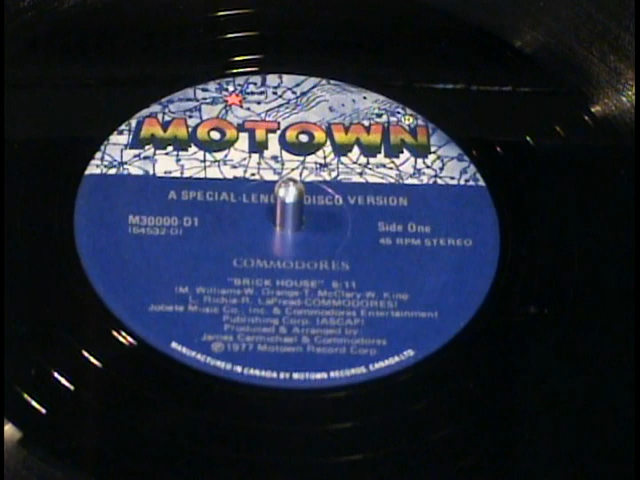 MOTOWN
A SPECIAL-LENG DISCO VERSION
M30000-D1
(54532-D)
Side One
45 RPM STEREO
COMMODORES
"BRICK HOUSE" 6:11
(M. Williams-W. Orange-T. McClary-W. King
L. Richie-R. LaPread-COMMODORES)
Jobete Music Co., Inc. & Commodores Entertainment
Publishing Corp. (ASCAP)
Produced & Arranged by:
James Carmichael & Commodores
©1977 Motown Record Corp.
MANUFACTURED IN CANADA BY MOTOWN RECORDS, CANADA LTD.